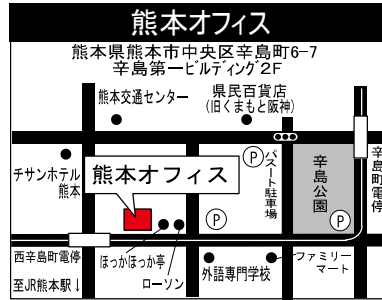 熊本オフィス
熊本県熊本市中央区辛島町6-7
辛島第一ビルディング2F
熊本交通センター
県民百貨店
(旧くまもと阪神)
チサンホテル
熊本
熊本オフィス
P
パスート駐車場
辛島公園
P
辛島町電停
P
西辛島町電停
至JR熊本駅↓
ほっかほっか亭
ローソン
外語専門学校
ファミリー
マート